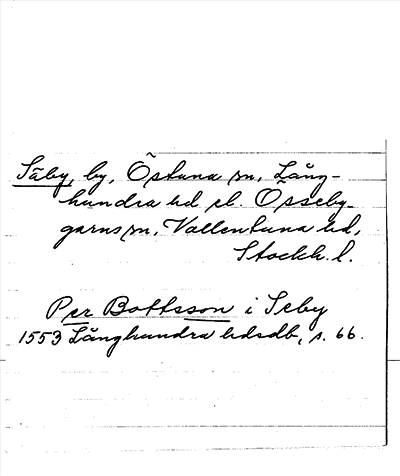 Säby, by, Östuna sn, Lång-
hundra hd el. Össeby-
garns sn, Vallentuna hd,
Stockh. l.
Per Bottsson i Seby
1553 Långhundra hdsdb, s. 66.